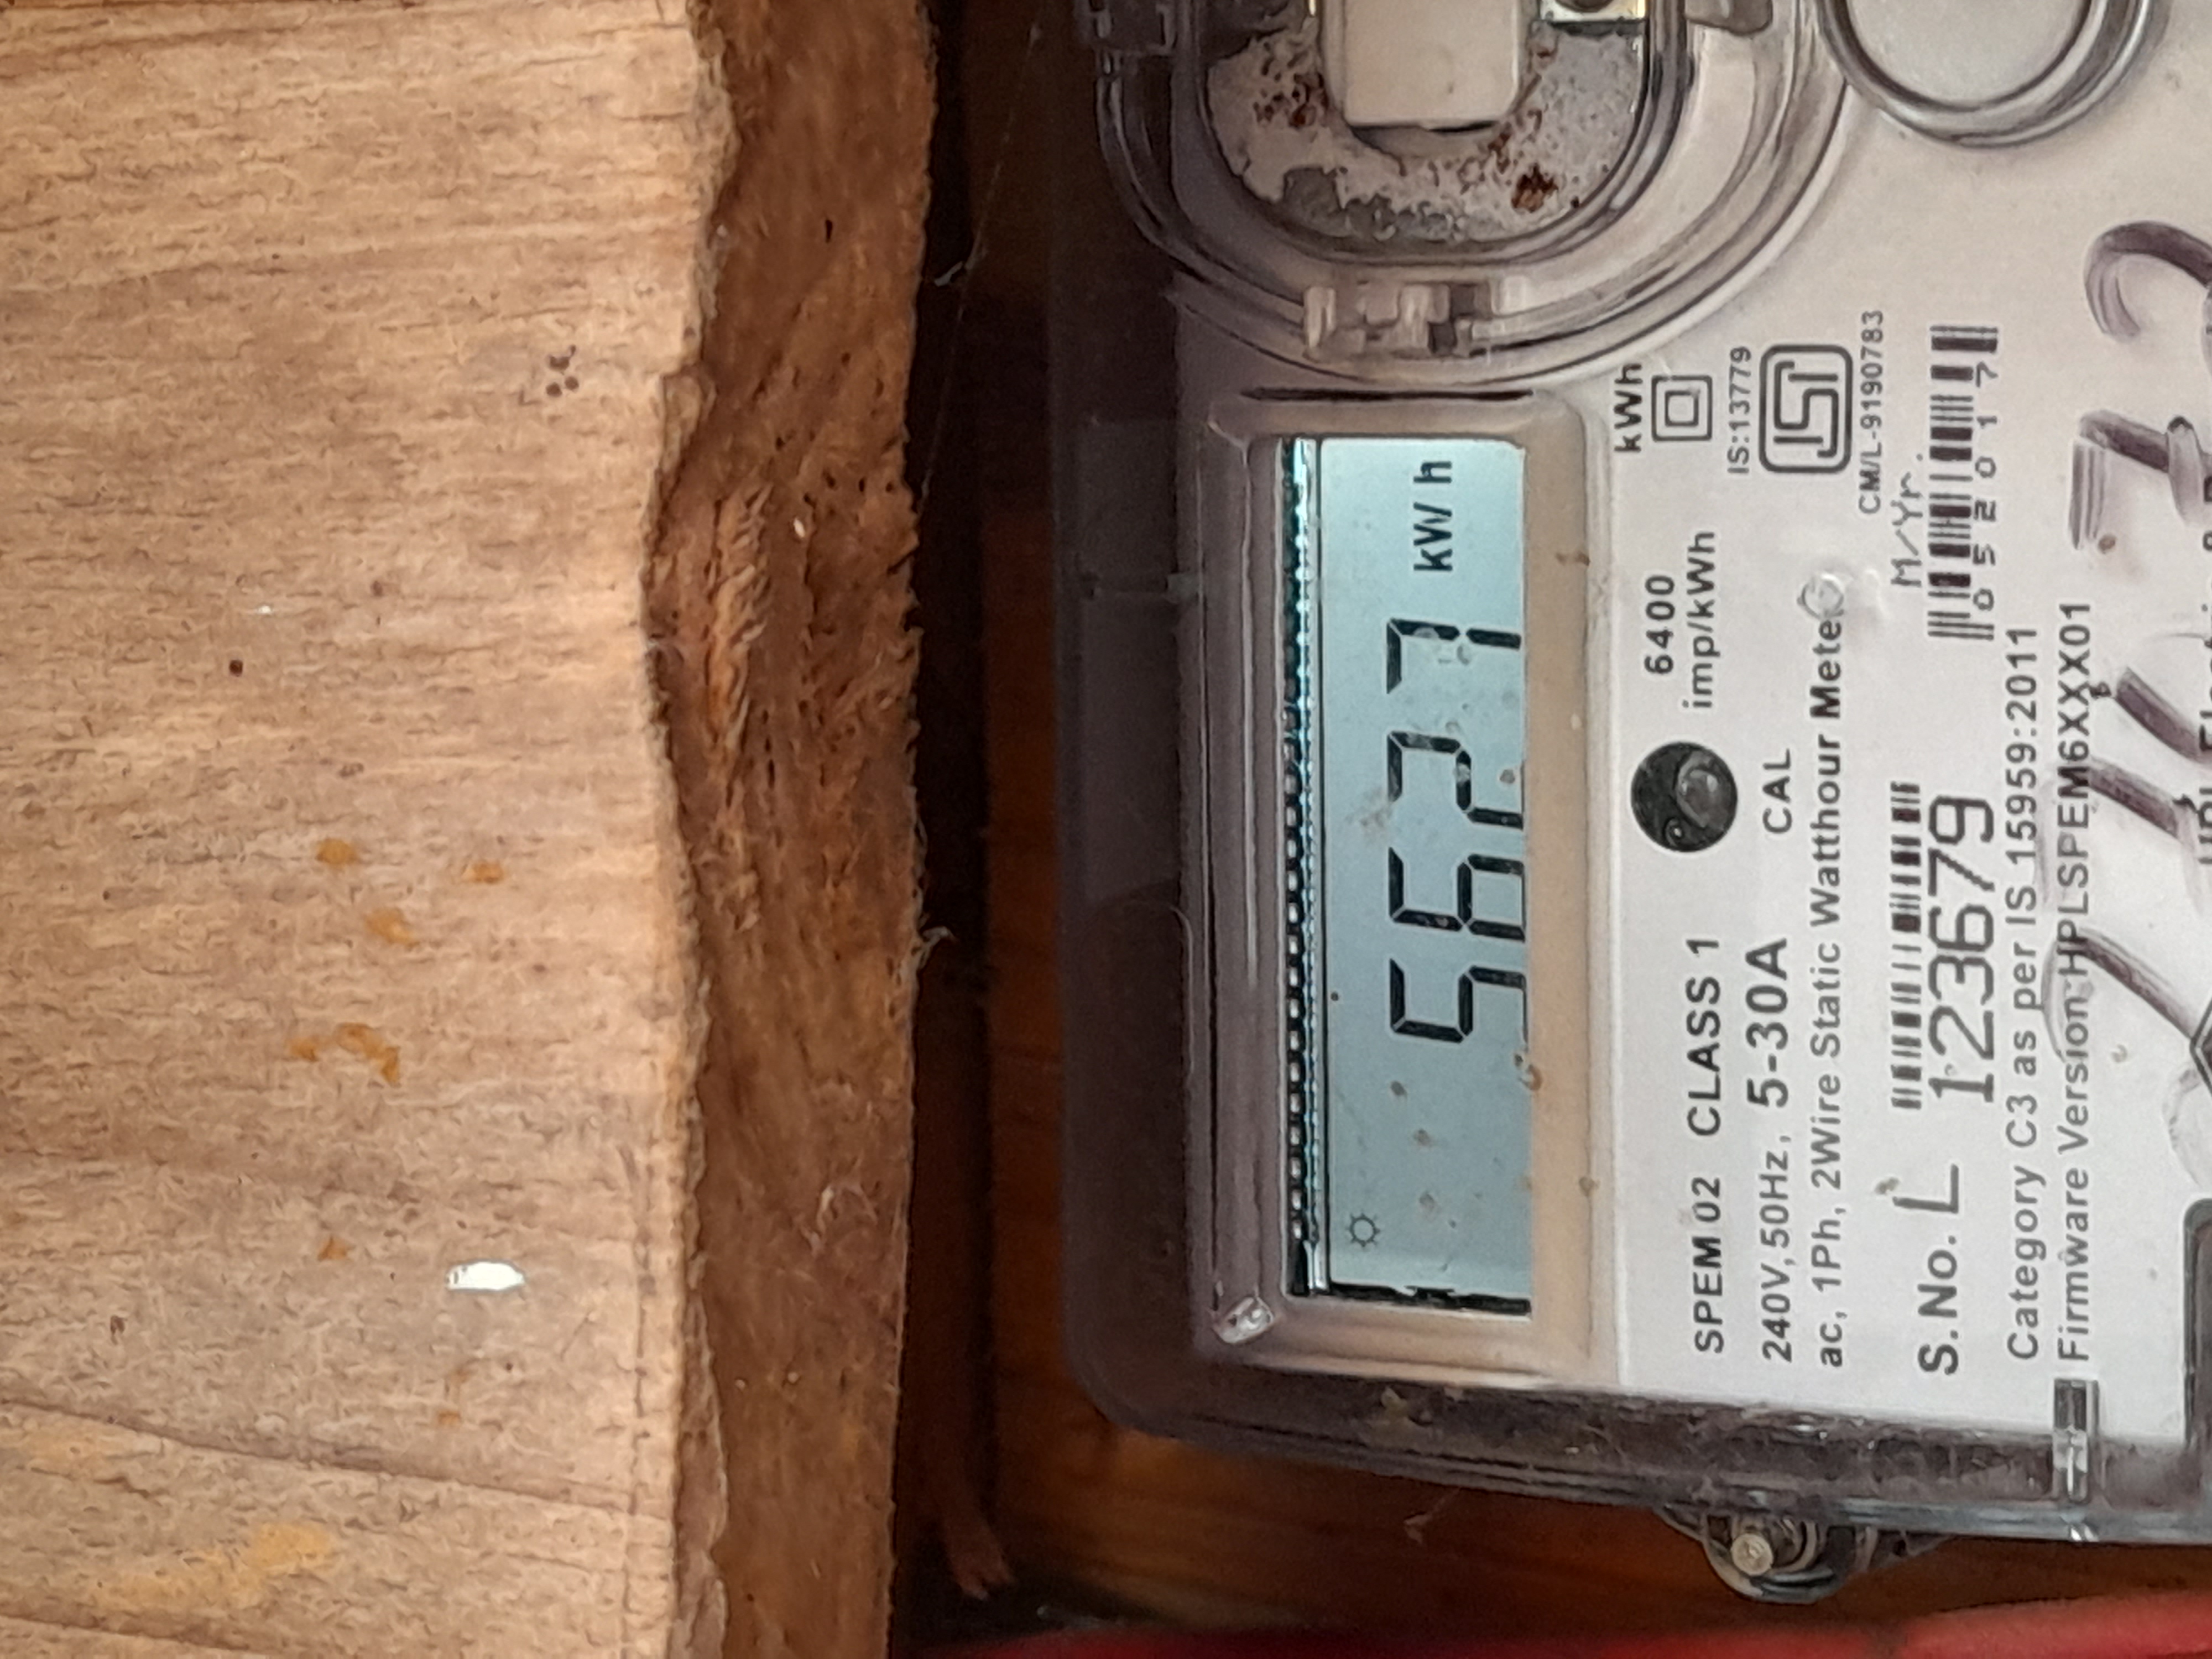 5627 kWh
kWh
SPEM 02 CLASS 1
6400
imp/kWh
IS:13779
240V, 50Hz, 5-30A CAL
ac, 1Ph, 2Wire Static Watthour Meter
CM/L-9190783
M/Yr.
052017
S.No. L 123679
Category C3 as per IS 15959:2011
Firmware Version:HPLSPEM6XXX01